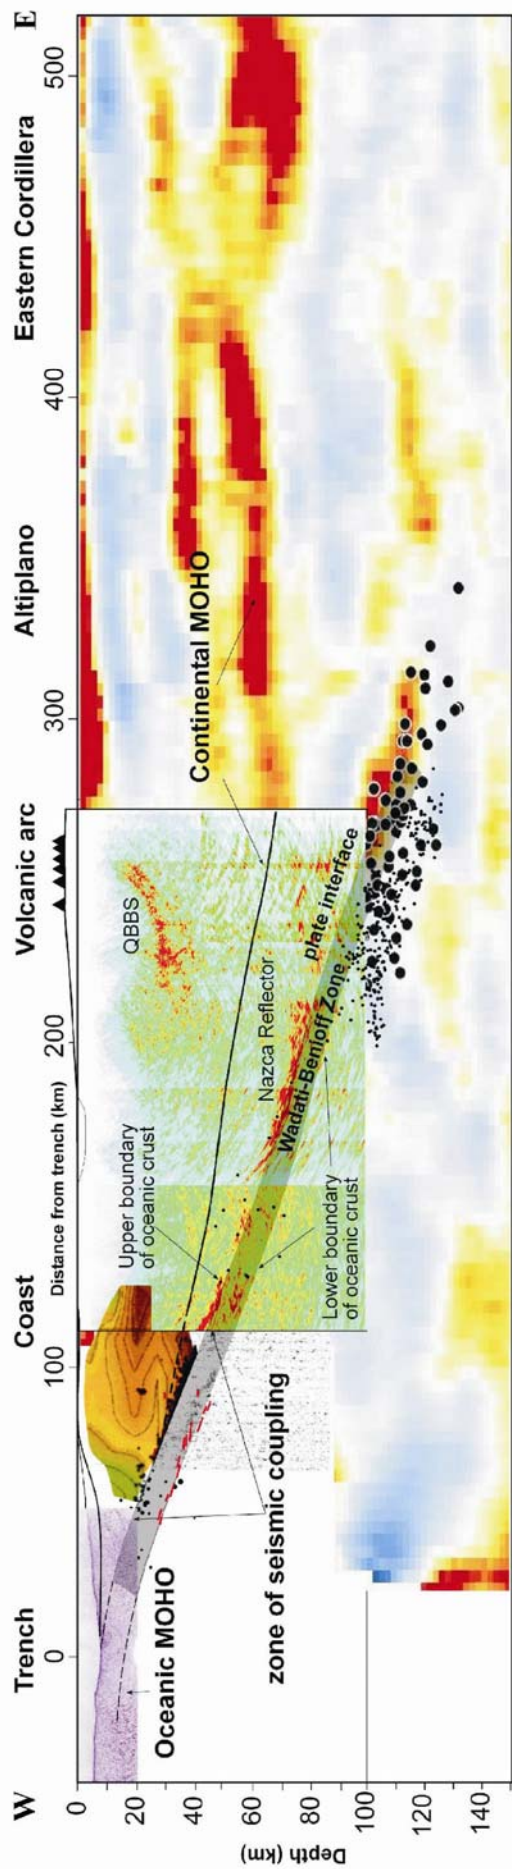 W
E
Trench
Coast
Volcanic arc
Altiplano
Eastern Cordillera
0
100
200
300
400
500
Distance from trench (km)
0
20
40
60
80
100
120
140
Depth (km)
Oceanic MOHO
zone of seismic coupling
Upper boundary
of oceanic crust
Lower boundary
of oceanic crust
QBBS
Nazca Reflector
Wadati-Benioff Zone
plate interface
Continental MOHO